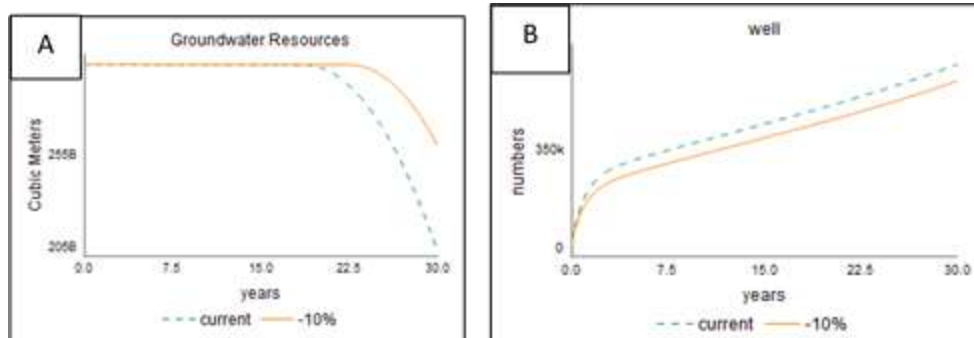 A
Groundwater Resources
Cubic Meters
255B
205B
0.0 7.5 15.0 22.5 30.0
years
current -10%
B
well
numbers
350k
0
0.0 7.5 15.0 22.5 30.0
years
current -10%